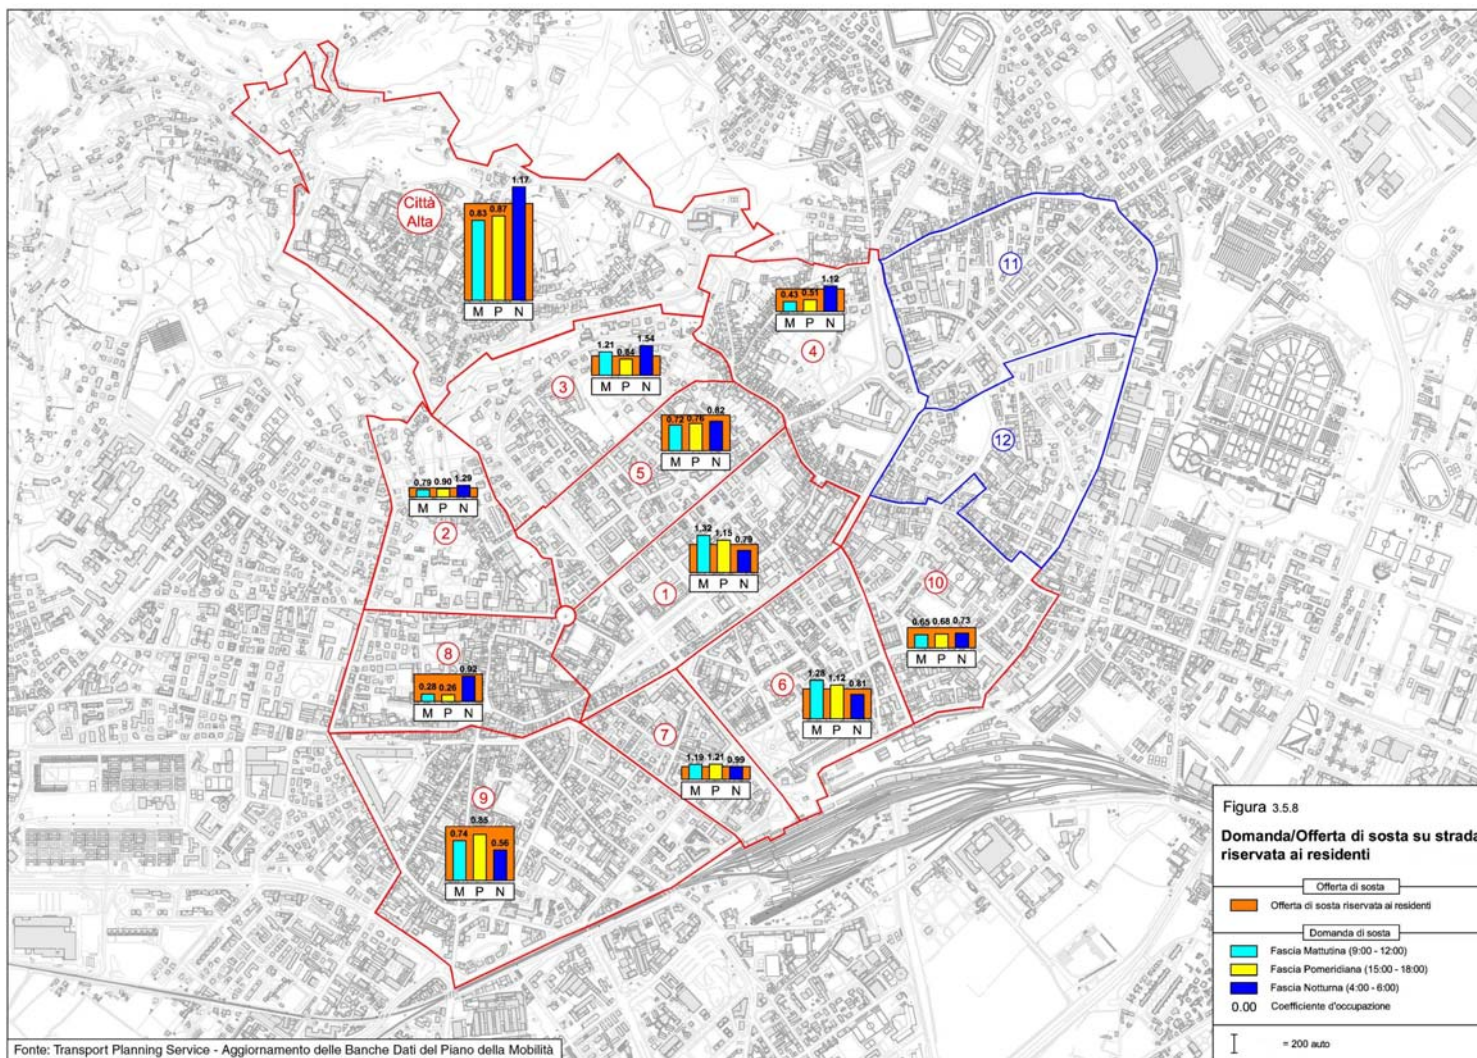 Città
Alta
0.83 0.87 1.17
M P N
11
0.43 0.51 1.12
M P N
4
1.21 0.84 1.54
M P N
3
0.72 0.76 0.82
M P N
5
12
0.79 0.90 1.29
M P N
2
1.32 1.15 0.79
M P N
1
10
0.65 0.68 0.73
M P N
8
0.28 0.26 0.92
M P N
6
1.28 1.12 0.81
M P N
7
1.19 1.21 0.99
M P N
9
0.74 0.85 0.56
M P N
Figura 3.5.8
Domanda/Offerta di sosta su strada
riservata ai residenti
Offerta di sosta
Offerta di sosta riservata ai residenti
Domanda di sosta
Fascia Mattutina (9:00 - 12:00)
Fascia Pomeridiana (15:00 - 18:00)
Fascia Notturna (4:00 - 6:00)
0.00 Coefficiente d'occupazione
= 200 auto
Fonte: Transport Planning Service - Aggiornamento delle Banche Dati del Piano della Mobilità